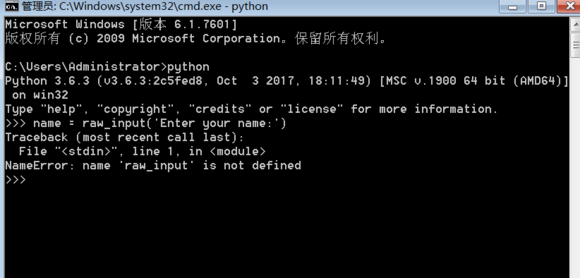 管理员: C:\Windows\system32\cmd.exe - python
Microsoft Windows [版本 6.1.7601]
版权所有 (c) 2009 Microsoft Corporation。保留所有权利。
C:\Users\Administrator>python
Python 3.6.3 (v3.6.3:2c5fed8, Oct  3 2017, 18:11:49) [MSC v.1900 64 bit (AMD64)]
 on win32
Type "help", "copyright", "credits" or "license" for more information.
>>> name = raw_input('Enter your name:')
Traceback (most recent call last):
  File "<stdin>", line 1, in <module>
NameError: name 'raw_input' is not defined
>>>